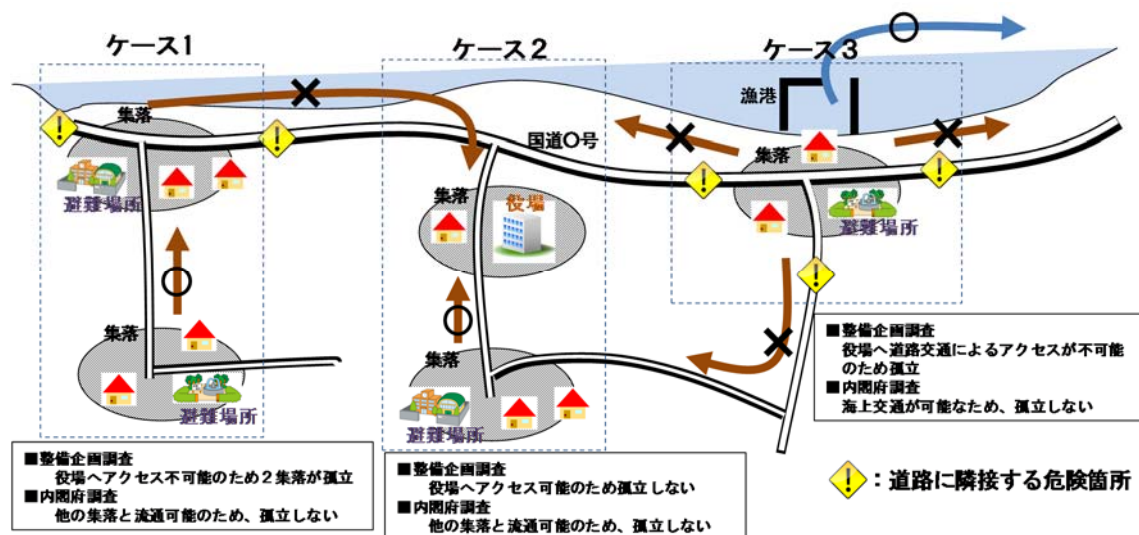 ケース1
ケース２
ケース３
漁港
集落
国道〇号
集落
避難場所
集落
役場
避難場所
集落
避難場所
集落
避難場所
■整備企画調査
役場へアクセス不可能のため２集落が孤立
■内閣府調査
他の集落と流通可能のため、孤立しない
■整備企画調査
役場へアクセス可能のため孤立しない
■内閣府調査
他の集落と流通可能のため、孤立しない
■整備企画調査
役場へ道路交通によるアクセスが不可能
のため孤立
■内閣府調査
海上交通が可能なため、孤立しない
：道路に隣接する危険箇所